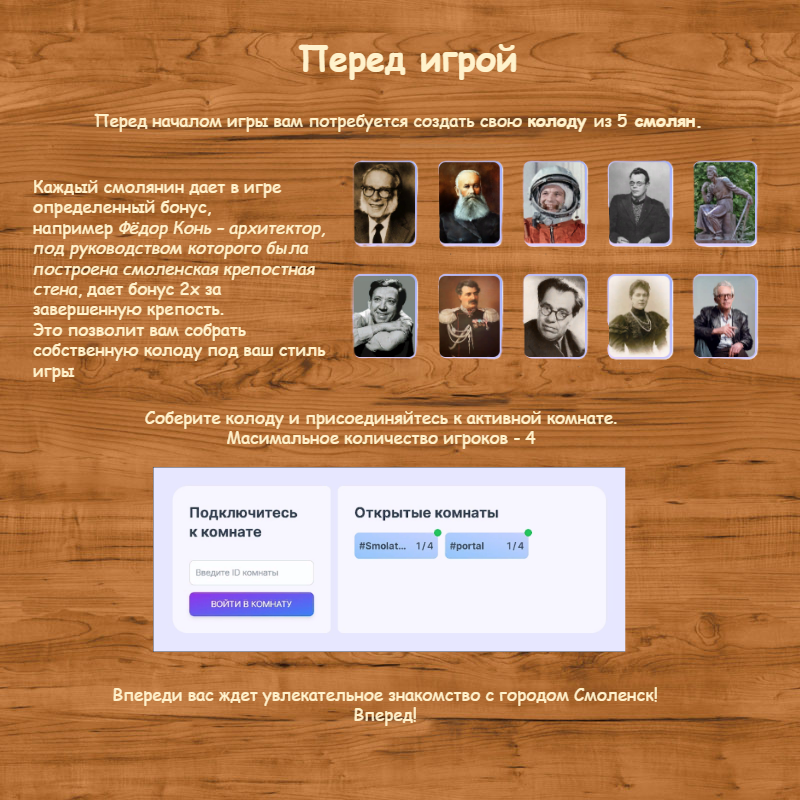 Перед игрой
Перед началом игры вам потребуется создать свою колоду из 5 смолян.
Каждый смолянин дает в игре
определенный бонус,
например Фёдор Конь – архитектор,
под руководством которого была
построена смоленская крепостная
стена, дает бонус 2х за
завершенную крепость.
Это позволит вам собрать
собственную колоду под ваш стиль
игры
Соберите колоду и присоединяйтесь к активной комнате.
Масимальное количество игроков - 4
Подключитесь
к комнате
Введите ID комнаты
ВОЙТИ В КОМНАТУ
Открытые комнаты
#Smolat... 1/4
#portal 1/4
Впереди вас ждет увлекательное знакомство с городом Смоленск!
Вперед!